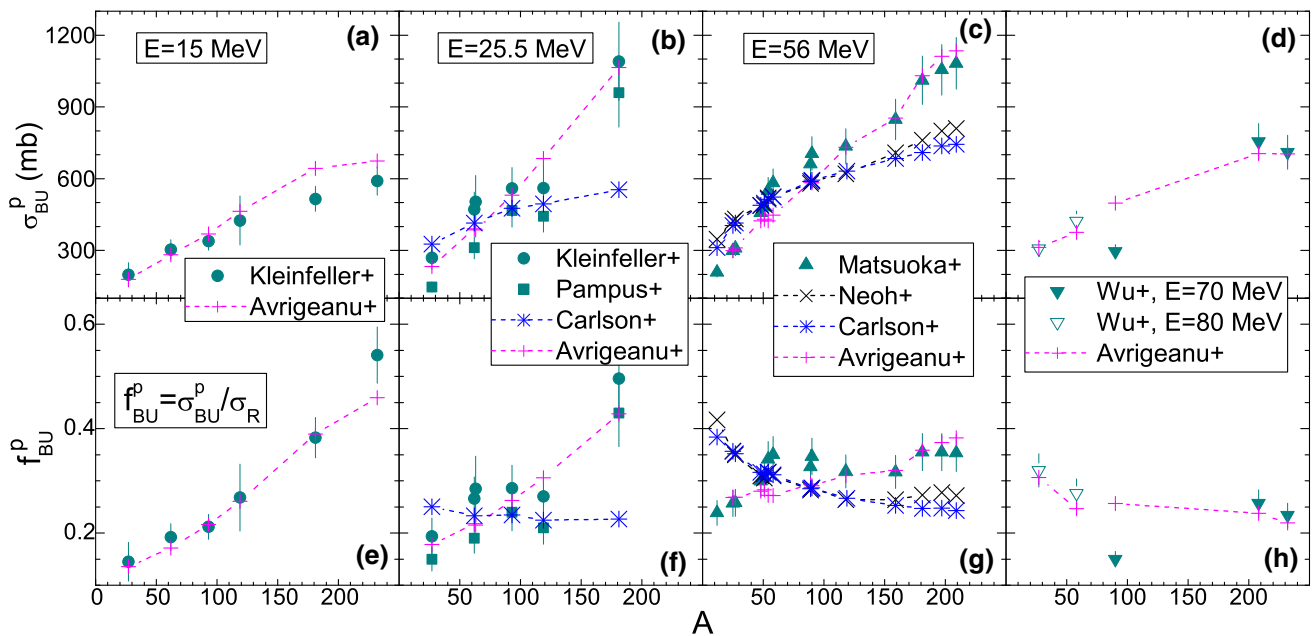 (a)
(b)
(c)
(d)
E=15 MeV
E=25.5 MeV
E=56 MeV
1200
900
600
300
σ^p_BU (mb)
Kleinfeller+
Avrigeanu+
Kleinfeller+
Pampus+
Carlson+
Avrigeanu+
Matsuoka+
Neoh+
Carlson+
Avrigeanu+
Wu+, E=70 MeV
Wu+, E=80 MeV
Avrigeanu+
0.6
0.4
0.2
f^p_BU
f^p_BU=σ^p_BU/σ_R
(e)
(f)
(g)
(h)
0 50 100 150 200
50 100 150 200
50 100 150 200
50 100 150 200
A